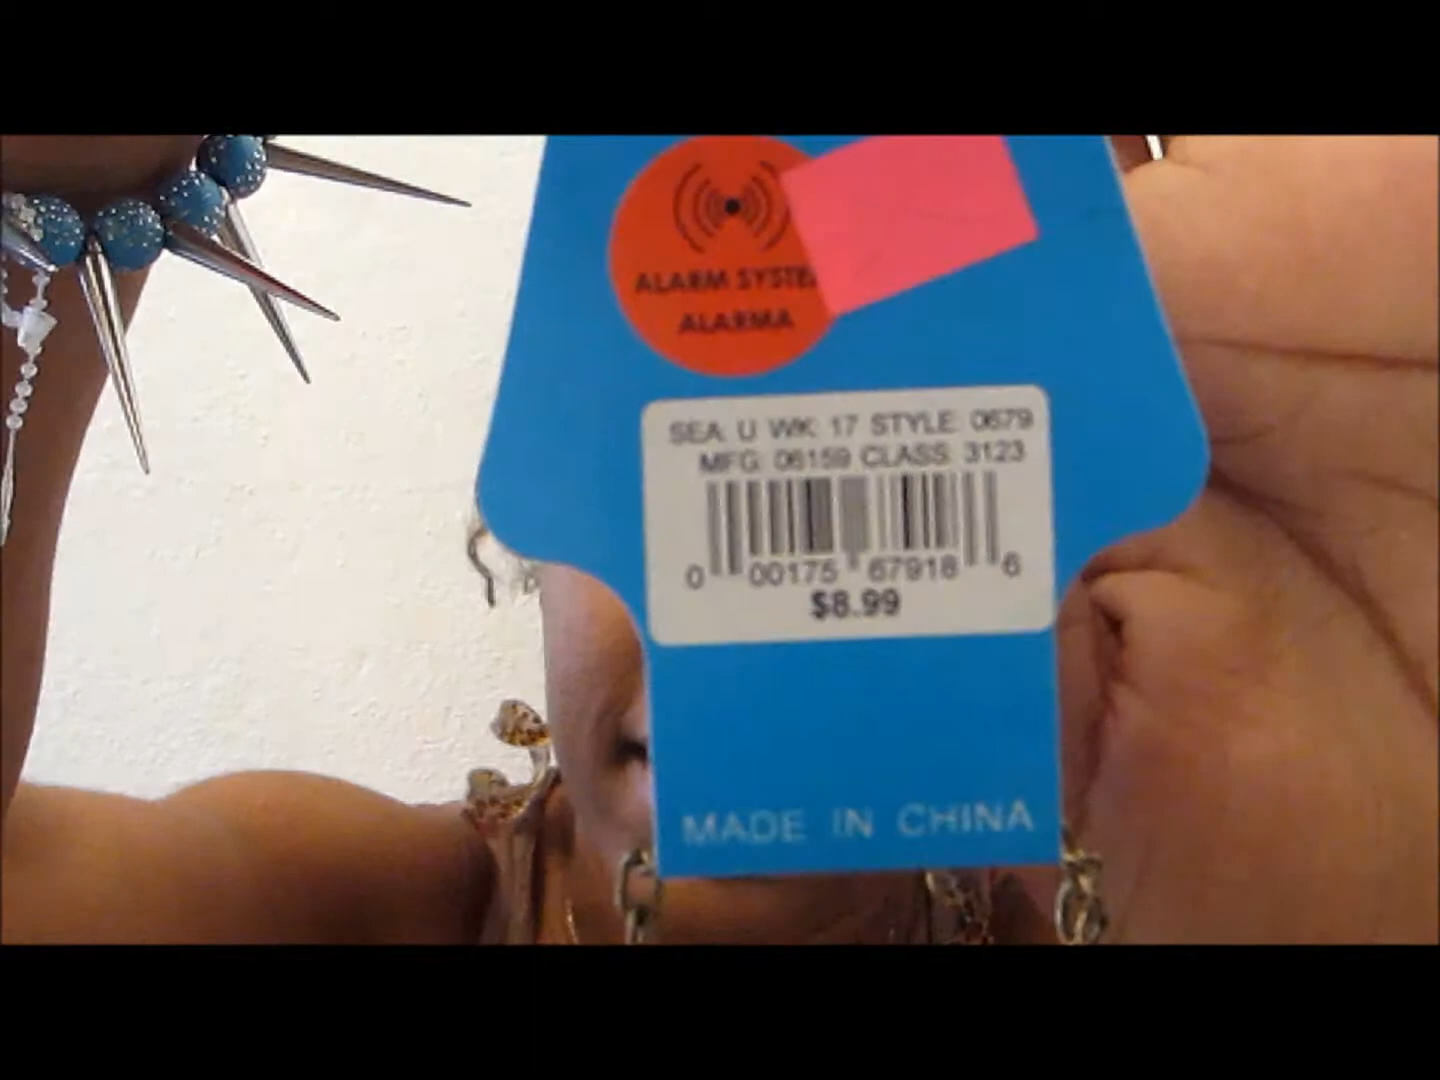 ALARM SYSTE
ALARMA
SEA: U WK: 17 STYLE: 0679
MFG: 06159 CLASS: 3123
0 00175 67918 6
$8.99
MADE IN CHINA